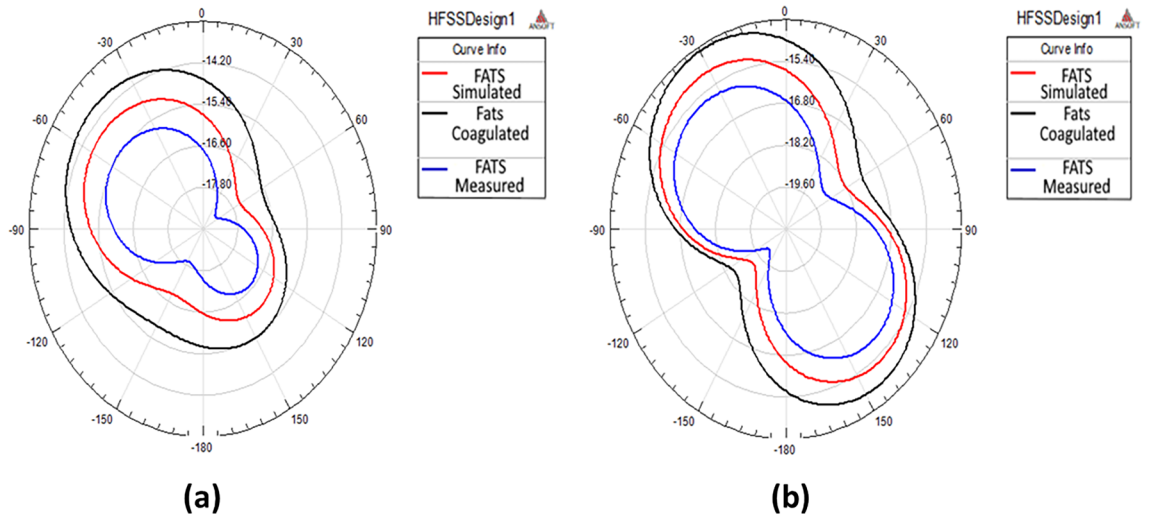 0
-30
30
-14.20
-15.40
-60
60
-16.60
-17.80
-90
90
-120
120
-150
150
-180
HFSSDesign1
ANSOFT
Curve Info
FATS
Simulated
Fats
Coagulated
FATS
Measured
(a)
0
-30
30
-15.40
-16.80
-60
60
-18.20
-19.60
-90
90
-120
120
-150
150
-180
HFSSDesign1
ANSOFT
Curve Info
FATS
Simulated
Fats
Coagulated
FATS
Measured
(b)